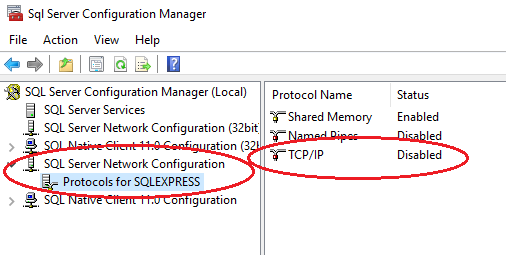 Sql Server Configuration Manager
File Action View Help
SQL Server Configuration Manager (Local)
SQL Server Services
SQL Server Network Configuration (32bit
SQL Native Client 11.0 Configuration (32
SQL Server Network Configuration
Protocols for SQLEXPRESS
SQL Native Client 11.0 Configuration
Protocol Name Status
Shared Memory Enabled
Named Pipes Disabled
TCP/IP Disabled